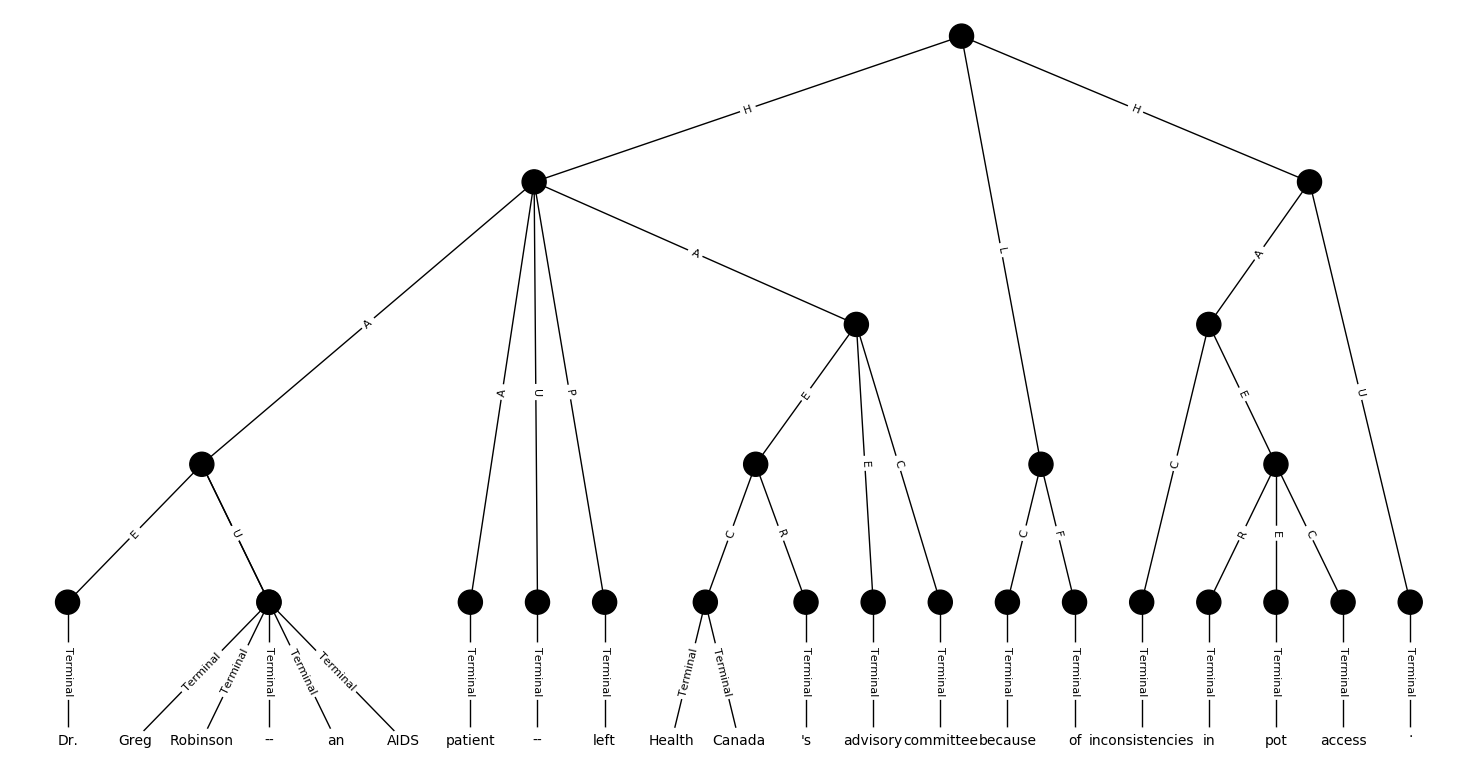 H
H
A
L
A
A
A
U
P
E
E
U
C
E
C
E
U
C
R
C
F
R
E
C
Terminal Terminal Terminal Terminal Terminal Terminal Terminal Terminal Terminal Terminal Terminal Terminal Terminal Terminal Terminal Terminal Terminal Terminal Terminal Terminal Terminal
Dr. Greg Robinson -- an AIDS patient -- left Health Canada 's advisory committee because of inconsistencies in pot access .